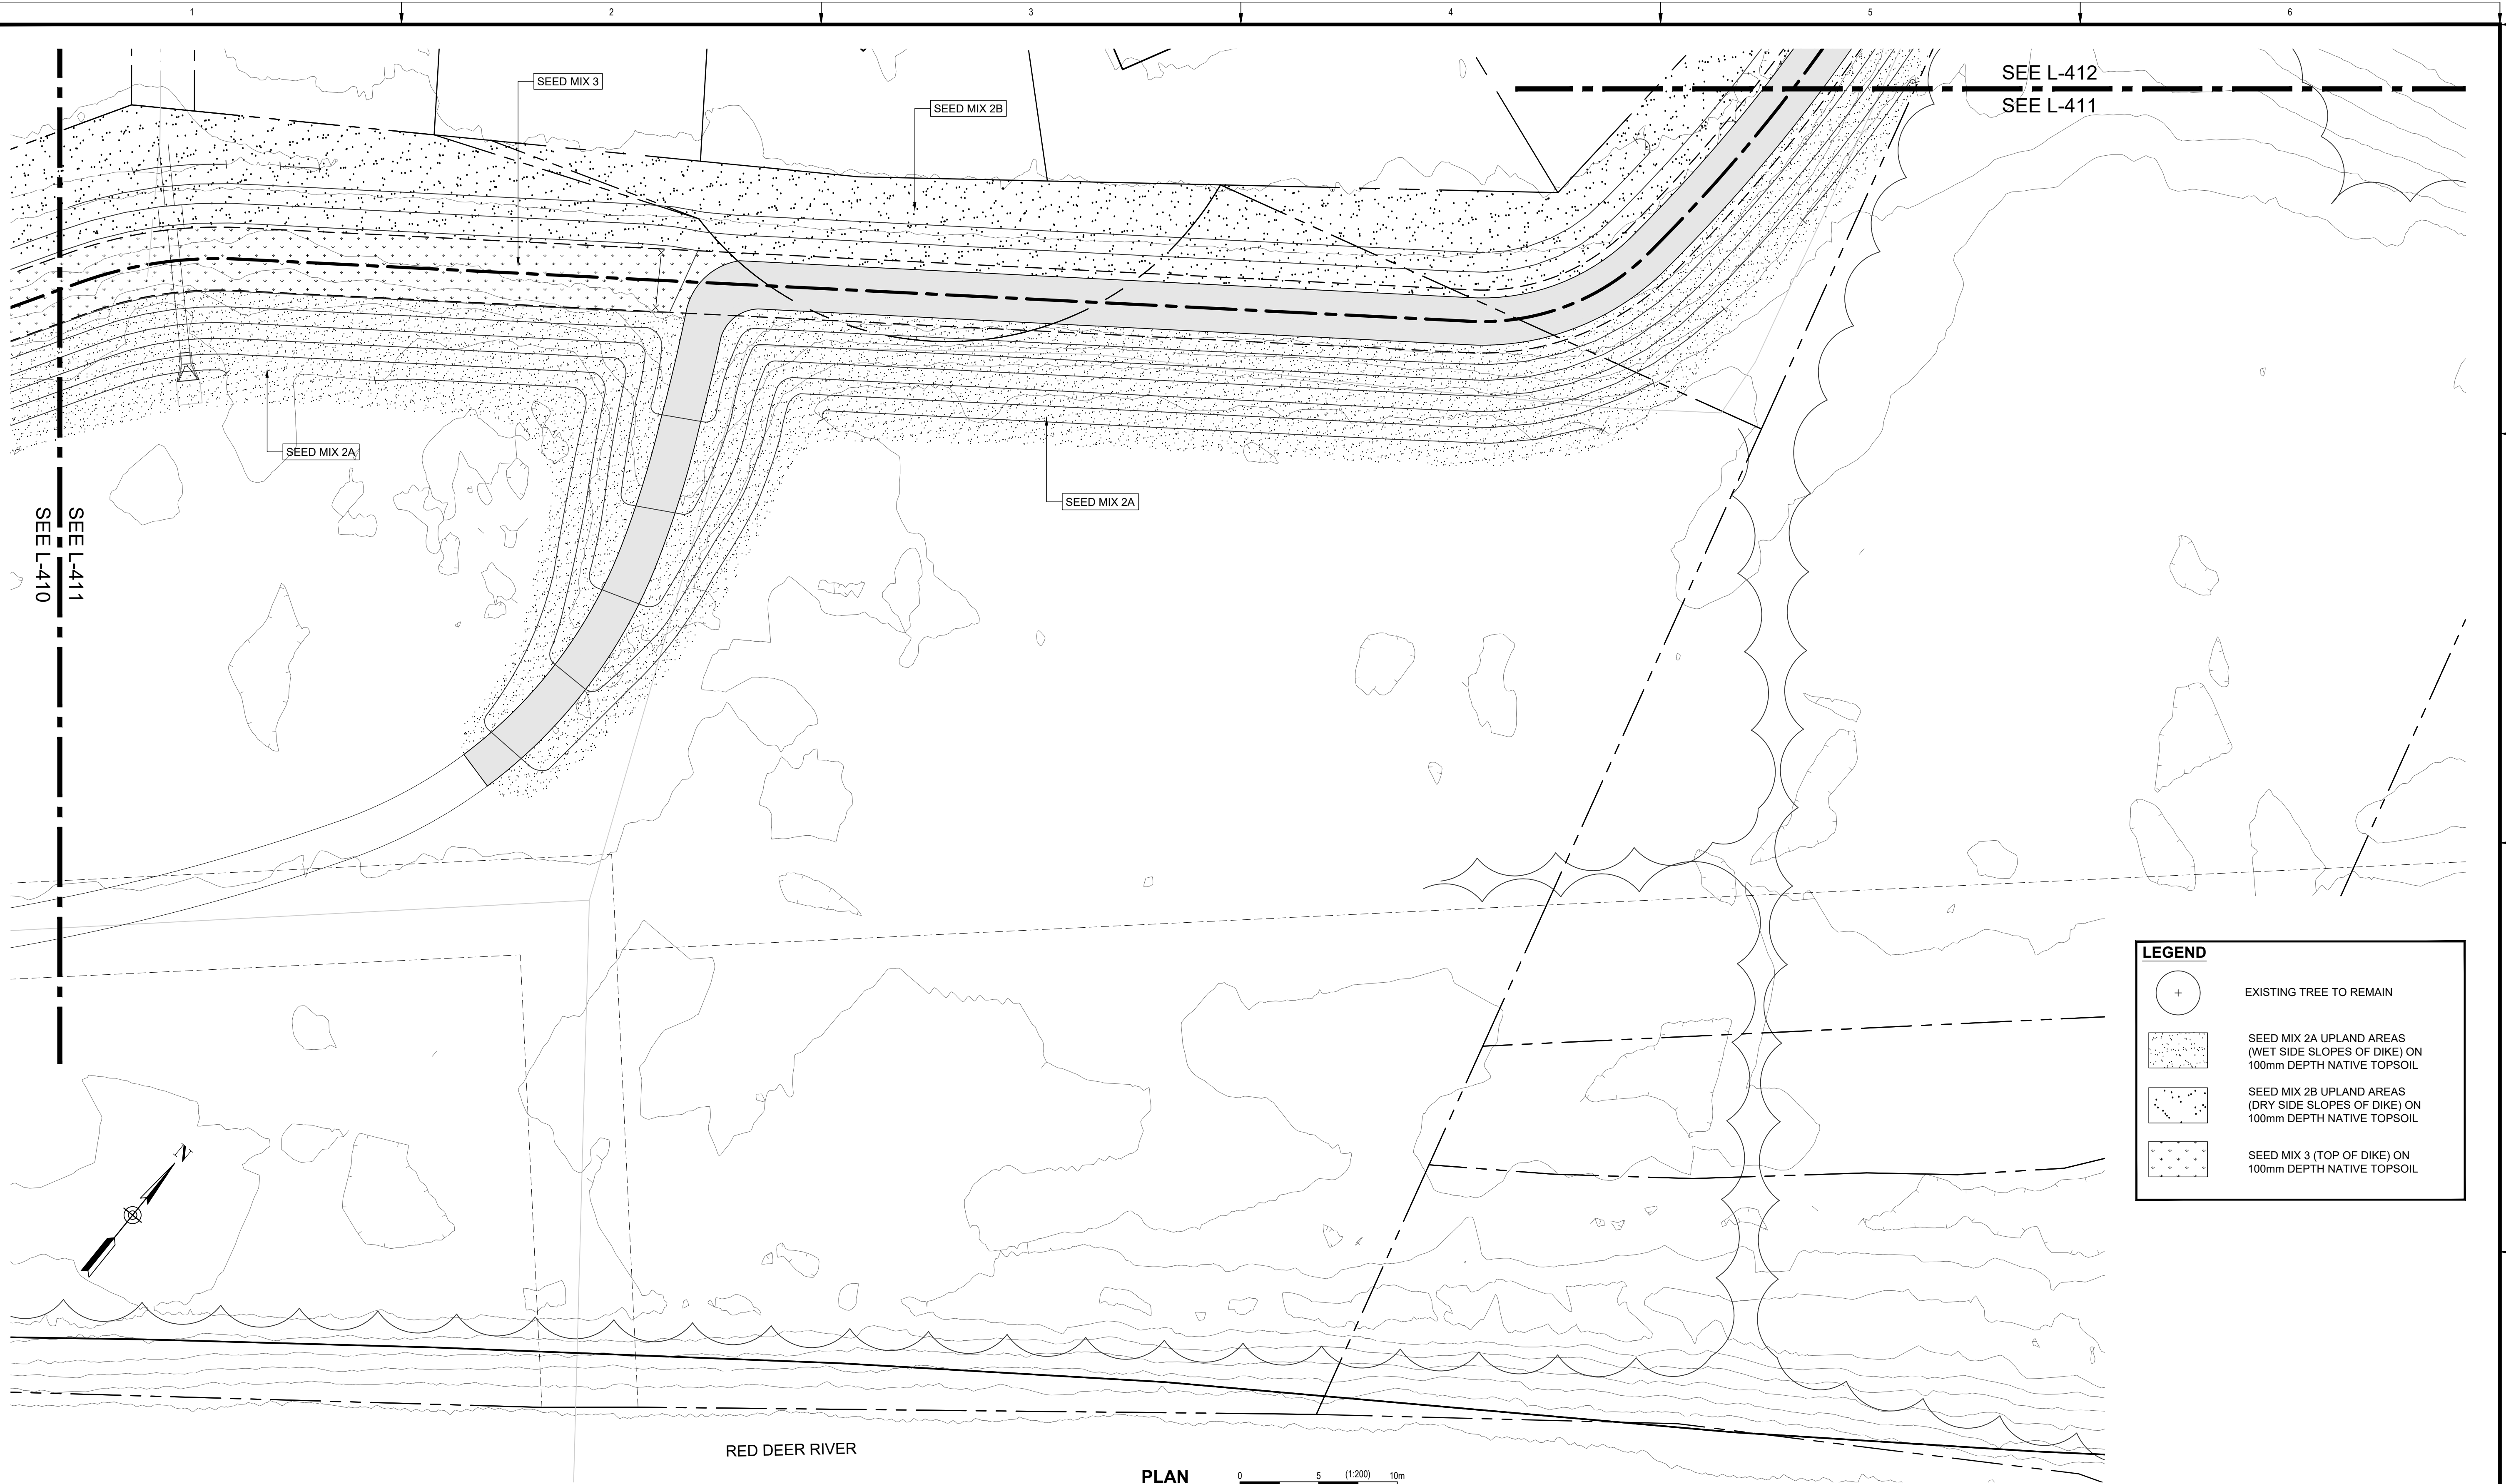 1
2
3
4
5
6
SEED MIX 3
SEED MIX 2B
SEE L-412
SEE L-411
SEED MIX 2A
SEED MIX 2A
SEE L-411
SEE L-410
LEGEND
EXISTING TREE TO REMAIN
SEED MIX 2A UPLAND AREAS
(WET SIDE SLOPES OF DIKE) ON
100mm DEPTH NATIVE TOPSOIL
SEED MIX 2B UPLAND AREAS
(DRY SIDE SLOPES OF DIKE) ON
100mm DEPTH NATIVE TOPSOIL
SEED MIX 3 (TOP OF DIKE) ON
100mm DEPTH NATIVE TOPSOIL
N
RED DEER RIVER
PLAN
0 5 (1:200) 10m